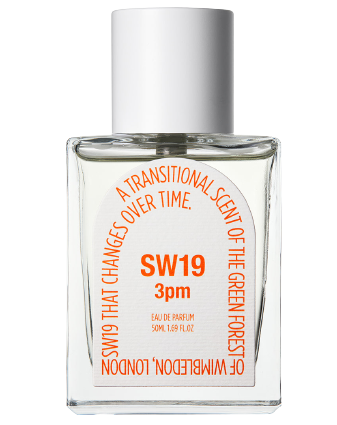 A TRANSITIONAL SCENT OF THE GREEN FOREST
OF WIMBLEDON, LONDON
SW19 THAT CHANGES OVER TIME.
SW19
3pm
EAU DE PARFUM
50ML 1.69 FL.OZ